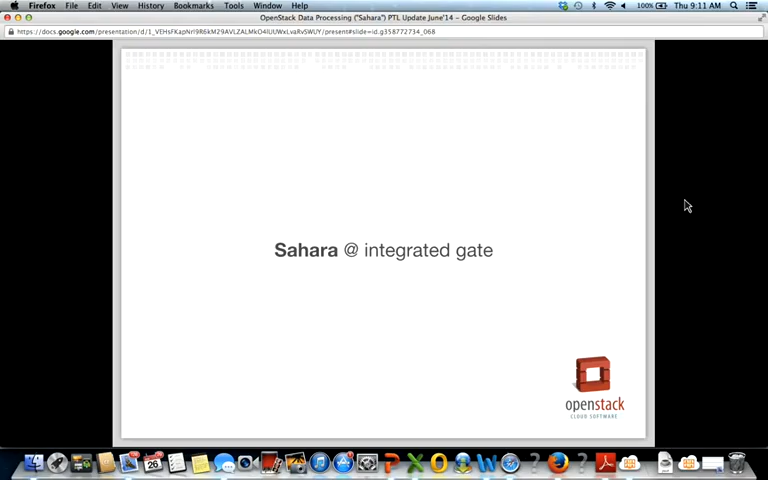 Firefox File Edit View History Bookmarks Tools Window Help 100% Thu 9:11 AM
OpenStack Data Processing ("Sahara") PTL Update June'14 – Google Slides
Sahara @ integrated gate
openstack
CLOUD SOFTWARE